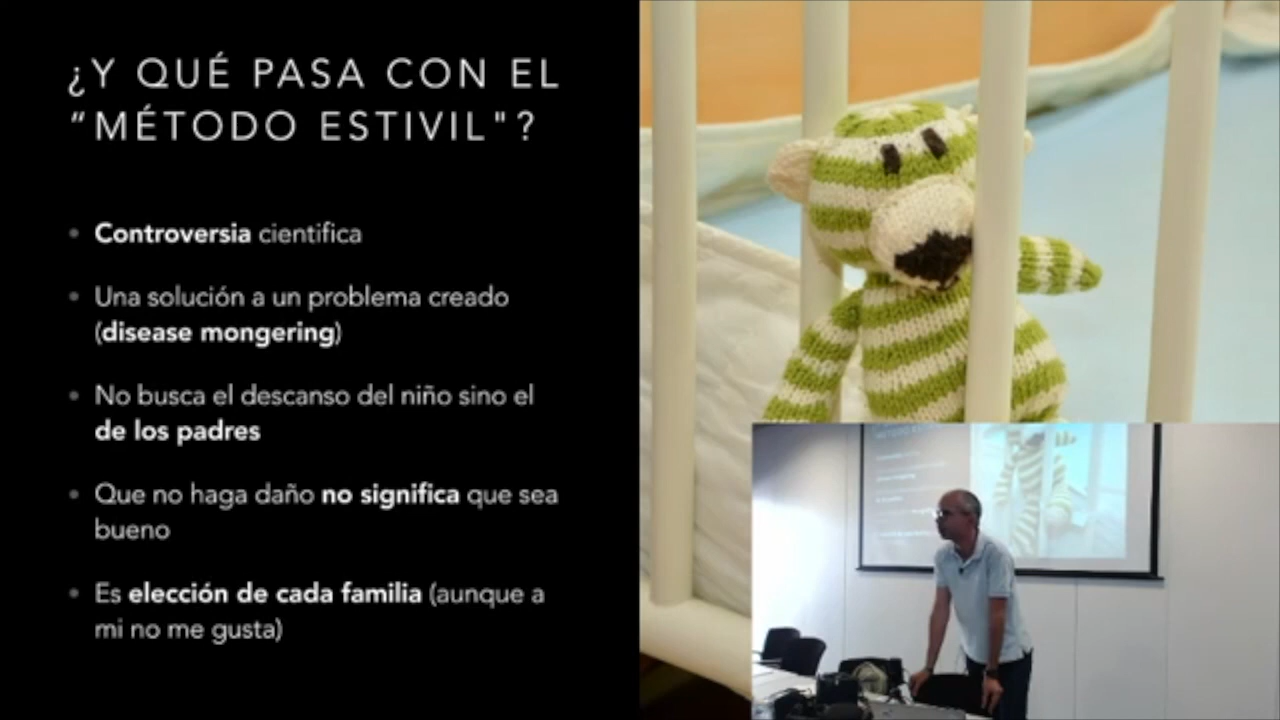 ¿Y QUÉ PASA CON EL
“MÉTODO ESTIVIL"?
Controversia cientifica
Una solución a un problema creado
(disease mongering)
No busca el descanso del niño sino el
de los padres
Que no haga daño no significa que sea
bueno
Es elección de cada familia (aunque a
mi no me gusta)